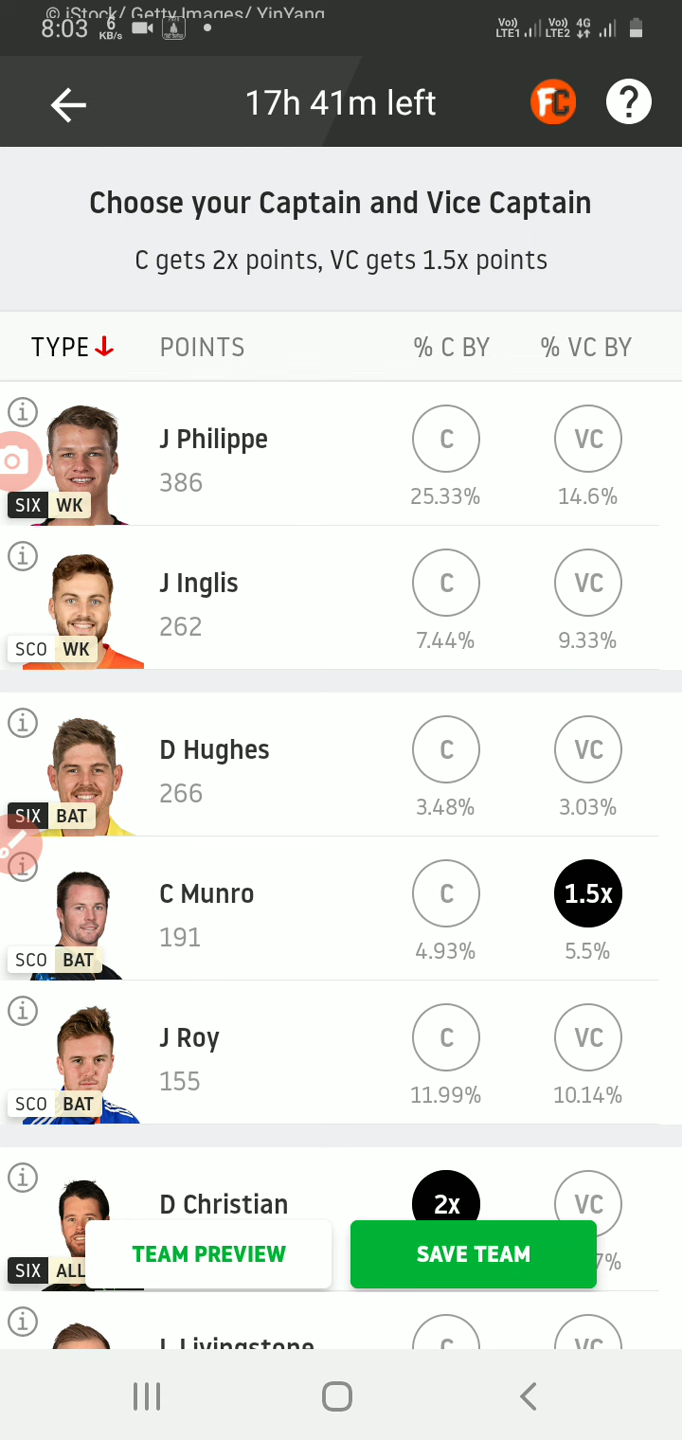 © iStock/ Getty Images/ YinYang
8:03 6 KB/s Vo)) LTE1 Vo)) LTE2 4G
17h 41m left FC ?
Choose your Captain and Vice Captain
C gets 2x points, VC gets 1.5x points
TYPE POINTS % C BY % VC BY
J Philippe C VC
386 25.33% 14.6%
SIX WK
J Inglis C VC
262 7.44% 9.33%
SCO WK
D Hughes C VC
266 3.48% 3.03%
SIX BAT
C Munro C 1.5x
191 4.93% 5.5%
SCO BAT
J Roy C VC
155 11.99% 10.14%
SCO BAT
D Christian 2x VC
TEAM PREVIEW SAVE TEAM 7%
SIX ALL
L Livingstone C VC